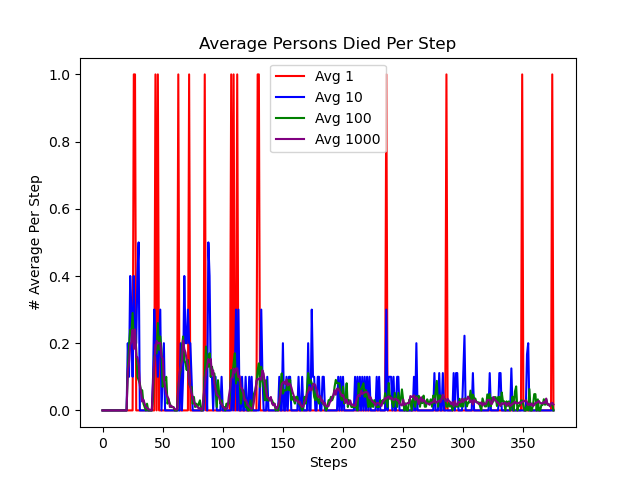 Average Persons Died Per Step
1.0
0.8
0.6
0.4
0.2
0.0
# Average Per Step
Avg 1
Avg 10
Avg 100
Avg 1000
0 50 100 150 200 250 300 350
Steps